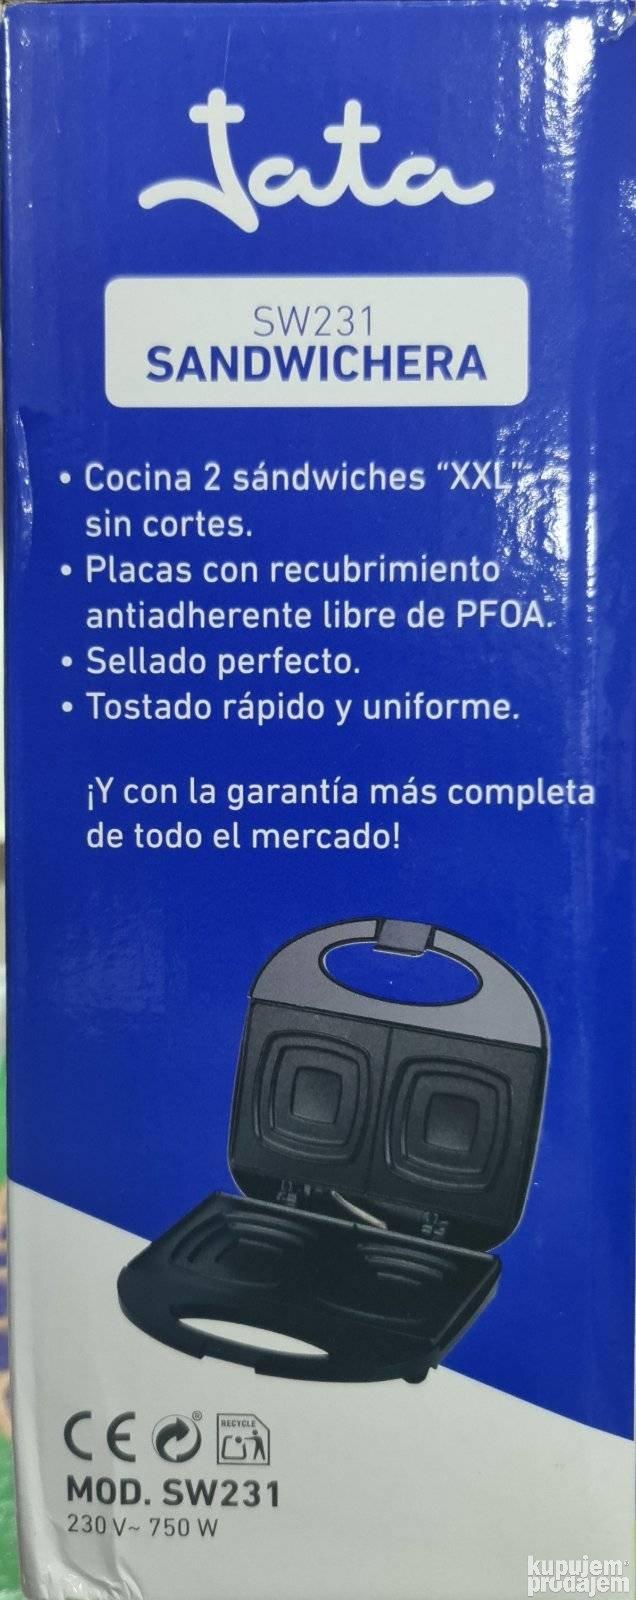 Jata
SW231
SANDWICHERA
• Cocina 2 sándwiches “XXL”
sin cortes.
• Placas con recubrimiento
antiadherente libre de PFOA.
• Sellado perfecto.
• Tostado rápido y uniforme.
¡Y con la garantía más completa
de todo el mercado!
CE ® RECYCLE
MOD. SW231
230 V~ 750 W
kupujem
prodajem